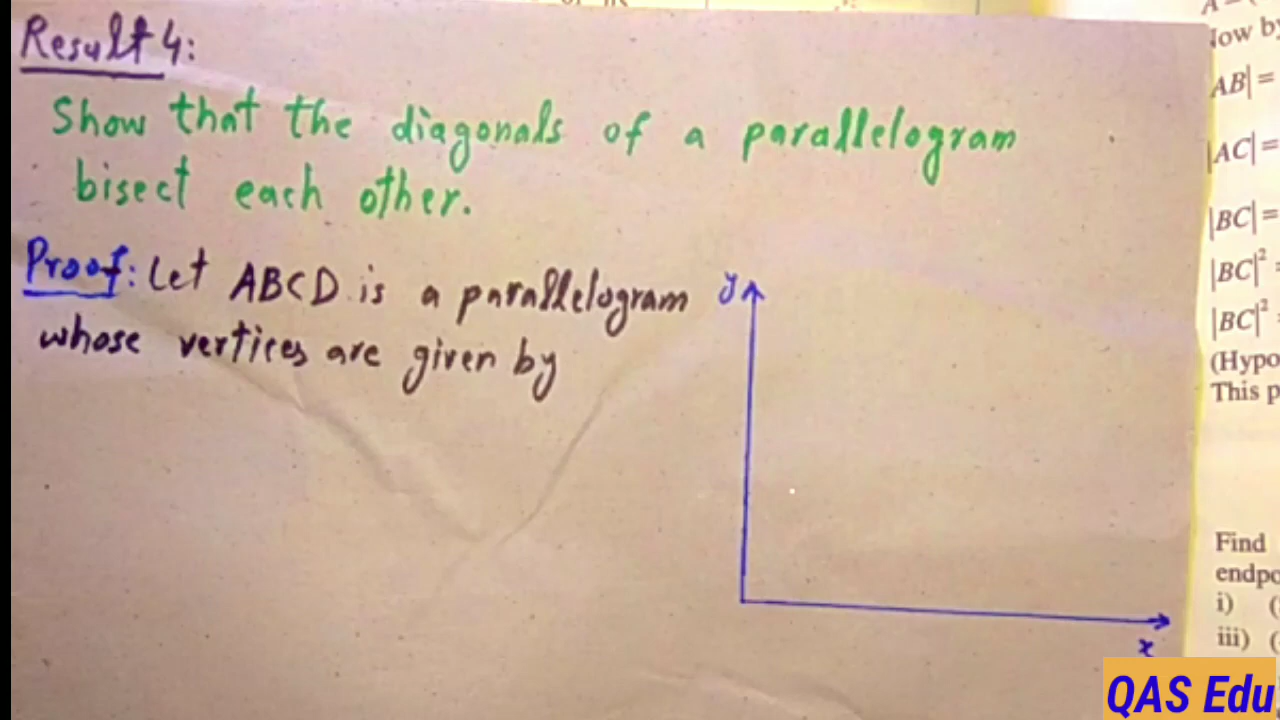 Result 4:
Show that the diagonals of a parallelogram
bisect each other.
Proof: Let ABCD is a parallelogram
whose vertices are given by
y
x
Now by
|AB| =
|AC| =
|BC| =
|BC|² =
|BC|² =
(Hypo
This p
Find
endpo
i) (
iii) (
QAS Edu